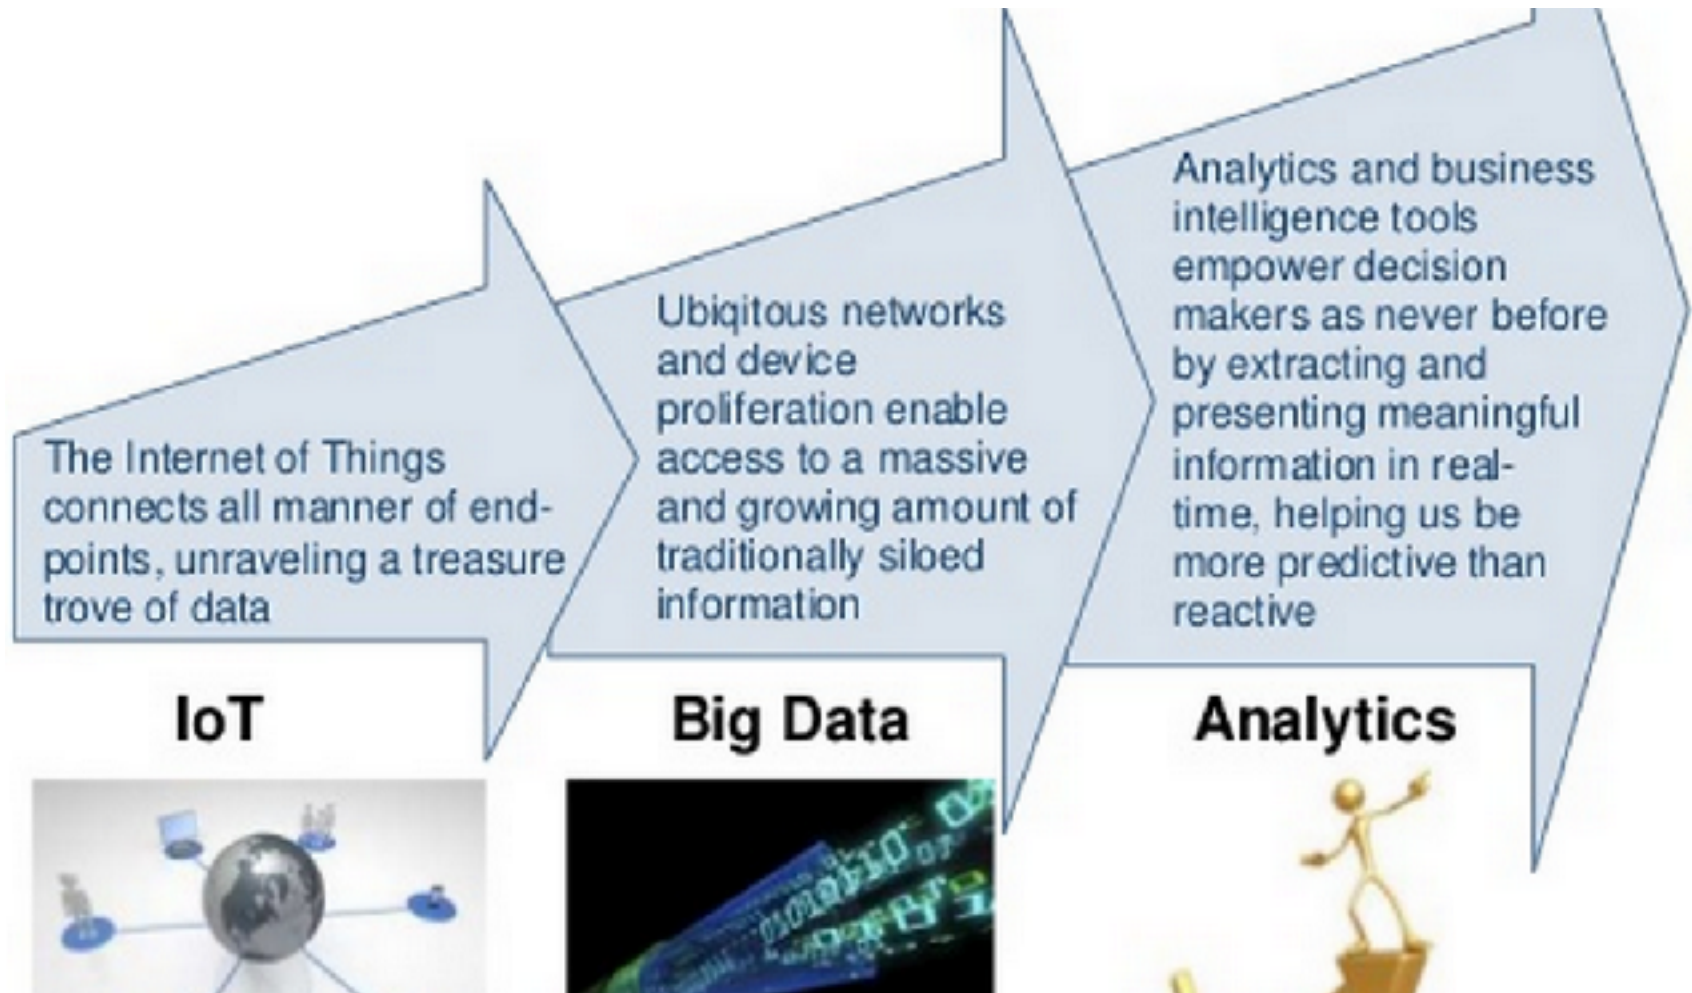 The Internet of Things
connects all manner of end-
points, unraveling a treasure
trove of data
IoT
Ubiqitous networks
and device
proliferation enable
access to a massive
and growing amount of
traditionally siloed
information
Big Data
Analytics and business
intelligence tools
empower decision
makers as never before
by extracting and
presenting meaningful
information in real-
time, helping us be
more predictive than
reactive
Analytics